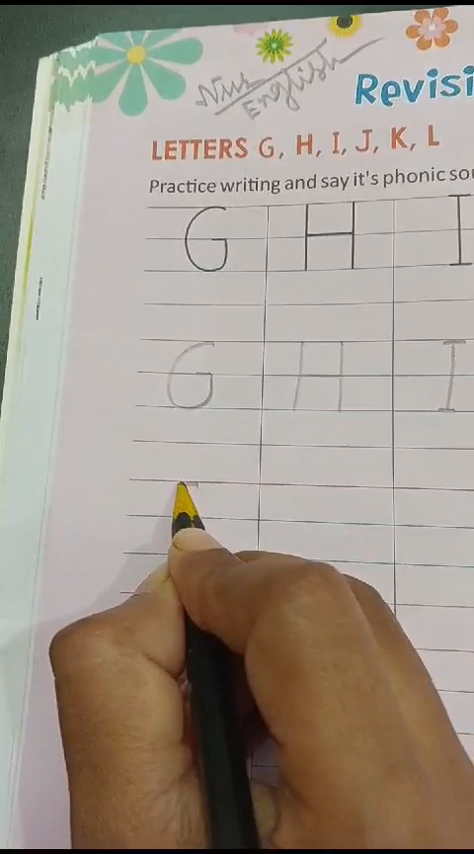 Nur
English
Revisi
LETTERS G, H, I, J, K, L
Practice writing and say it's phonic sou
G H I
G H I